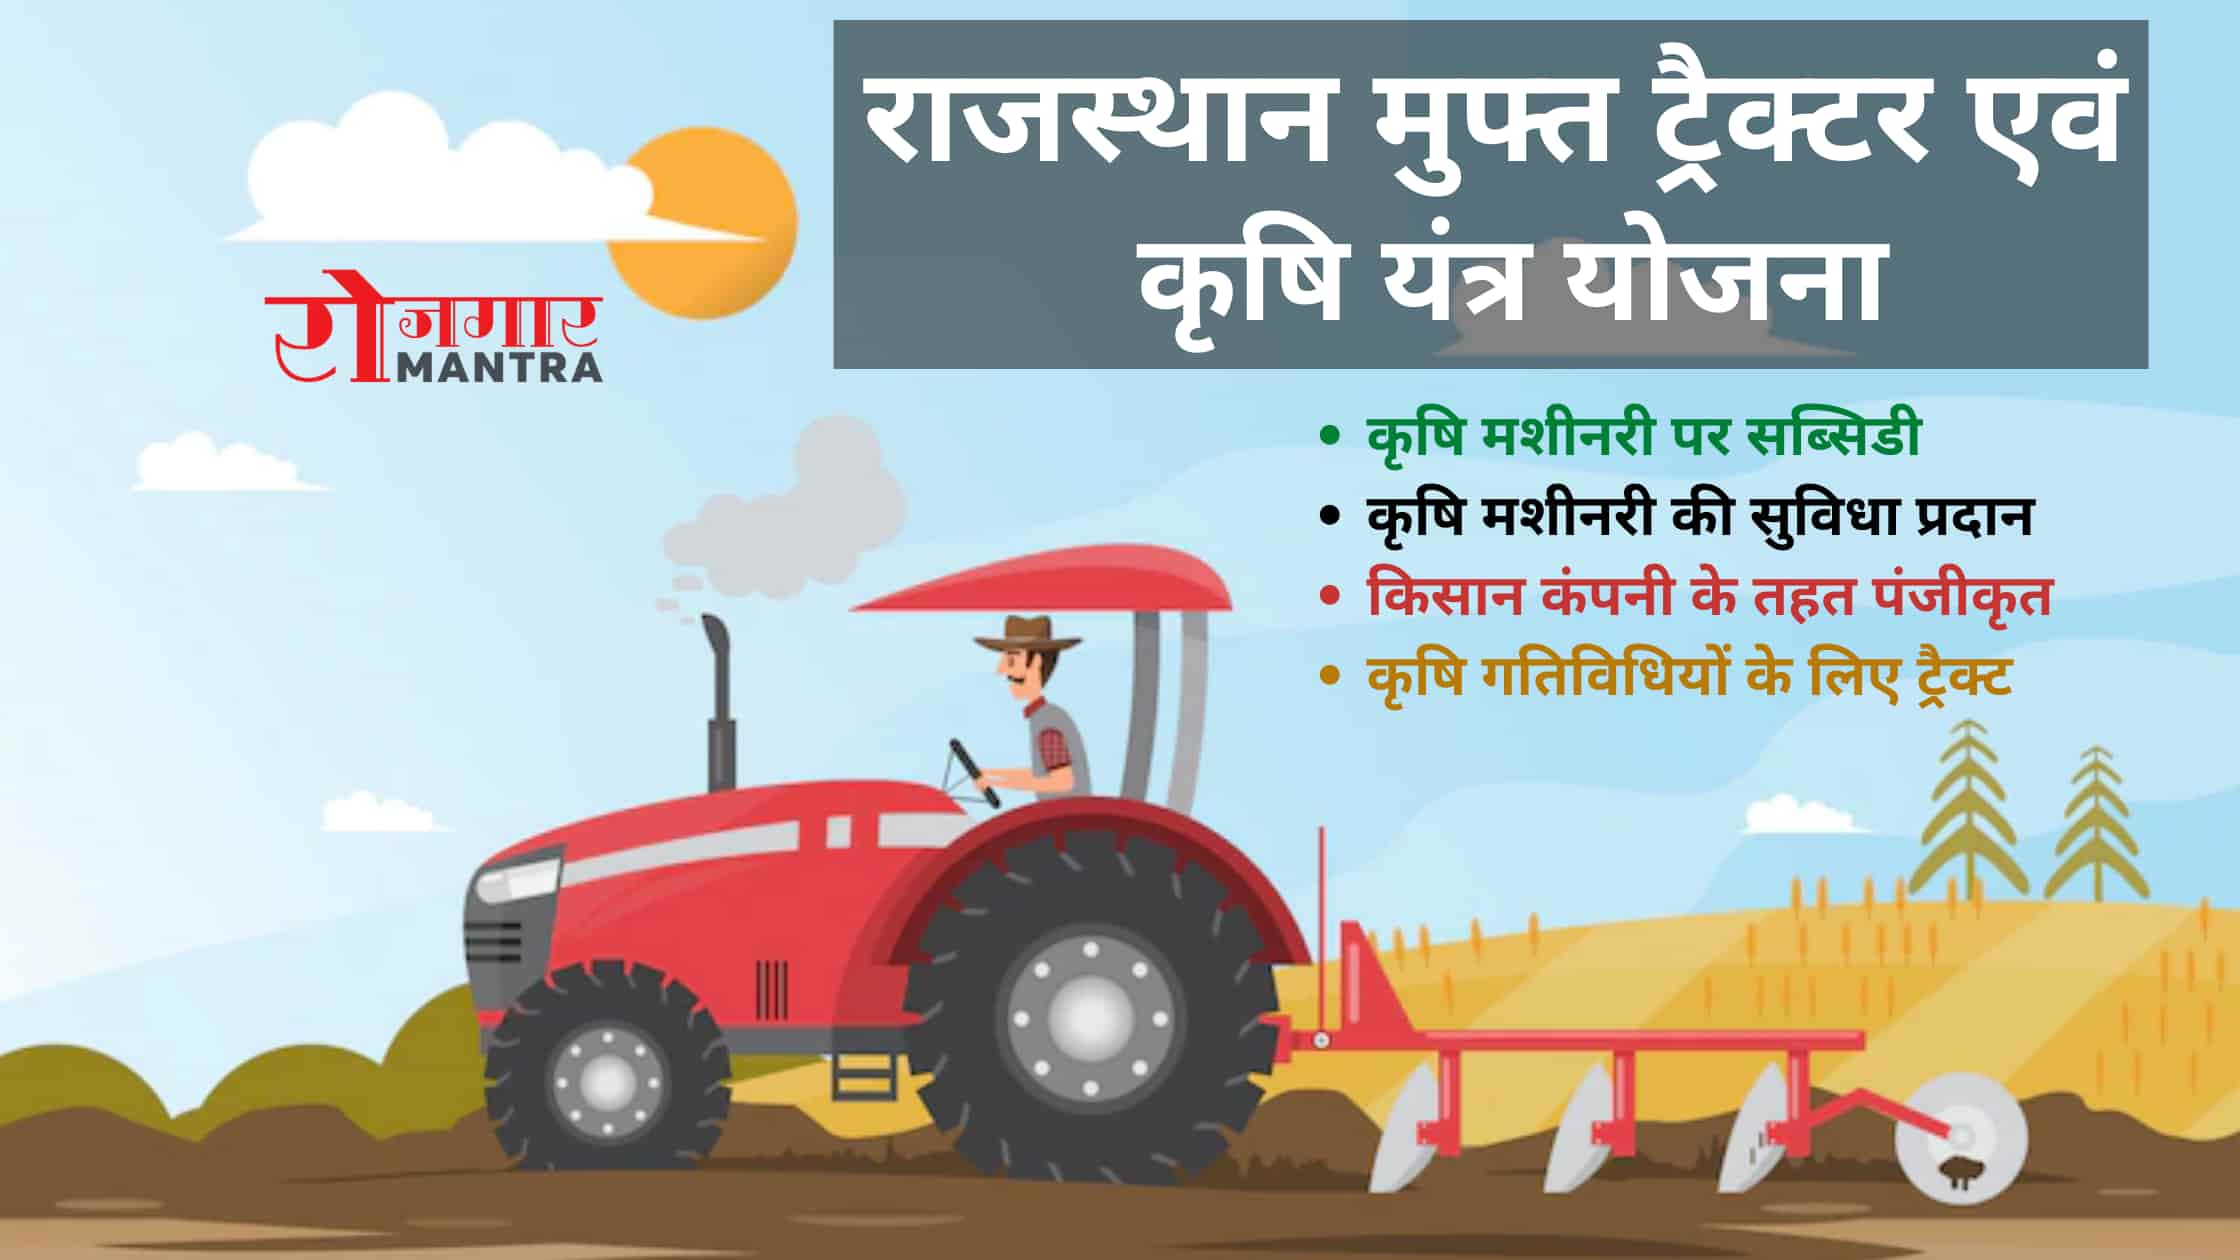 राजस्थान मुफ्त ट्रैक्टर एवं
कृषि यंत्र योजना
रोजगार
MANTRA
• कृषि मशीनरी पर सब्सिडी
• कृषि मशीनरी की सुविधा प्रदान
• किसान कंपनी के तहत पंजीकृत
• कृषि गतिविधियों के लिए ट्रैक्ट